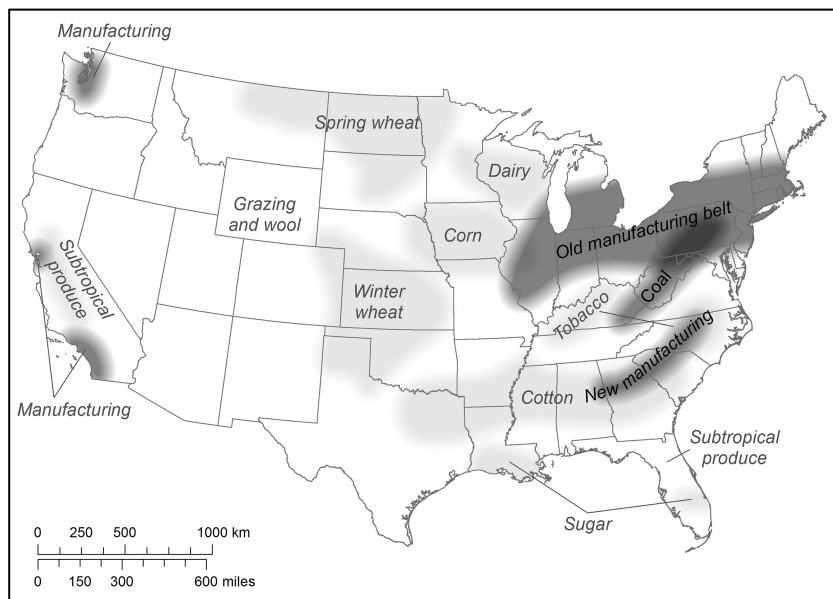 Manufacturing
Spring wheat
Dairy
Grazing
and wool
Corn
Old manufacturing belt
Subtropical
produce
Winter
wheat
Coal
Tobacco
New manufacturing
Cotton
Manufacturing
Subtropical
produce
Sugar
0 250 500 1000 km
0 150 300 600 miles